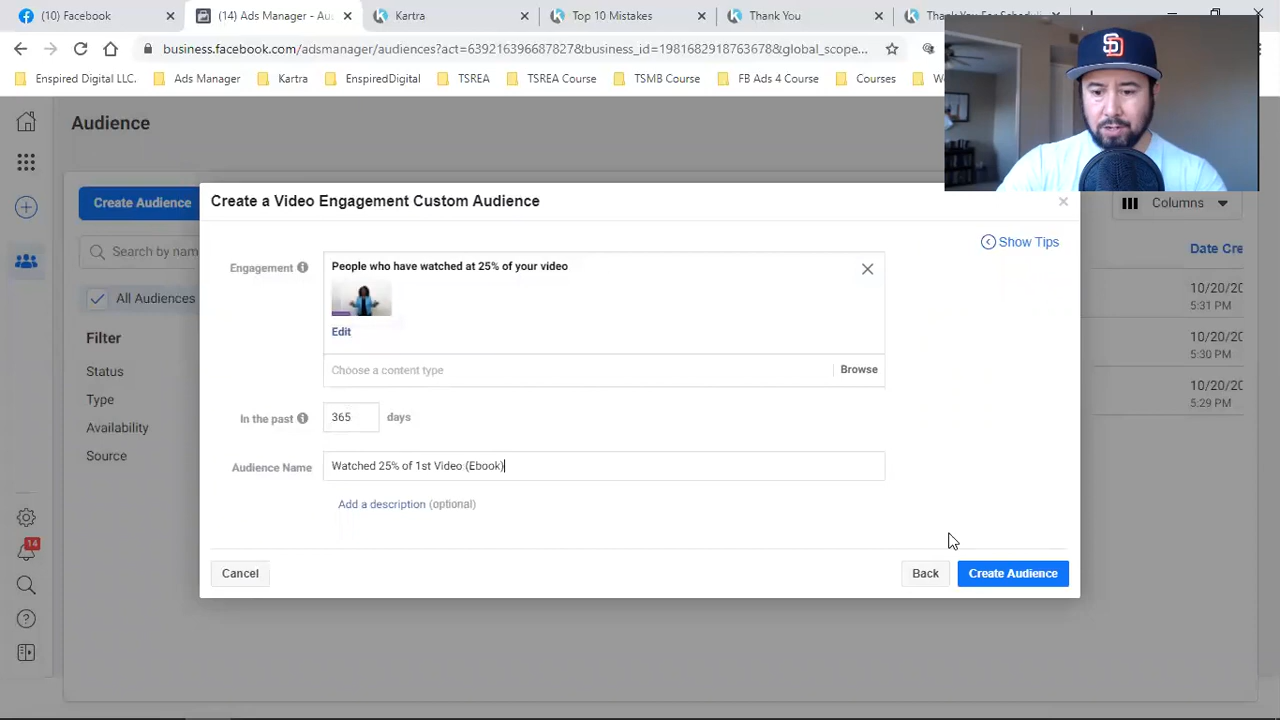 (10) Facebook
(14) Ads Manager - Au
Kartra
Top 10 Mistakes
Thank You
business.facebook.com/adsmanager/audiences?act=639216396687827&business_id=1981682918763678&global_scope...
Enspired Digital LLC.
Ads Manager
Kartra
EnspiredDigital
TSREA
TSREA Course
TSMB Course
FB Ads 4 Course
Courses
Audience
Create Audience
Columns
Search by nam
Date Cre
All Audiences
10/20/20
5:31 PM
10/20/20
5:30 PM
10/20/20
5:29 PM
Filter
Status
Type
Availability
Source
14
Create a Video Engagement Custom Audience
Show Tips
Engagement
People who have watched at 25% of your video
Edit
Choose a content type
Browse
In the past
365
days
Audience Name
Watched 25% of 1st Video (Ebook)
Add a description (optional)
Cancel
Back
Create Audience
SD